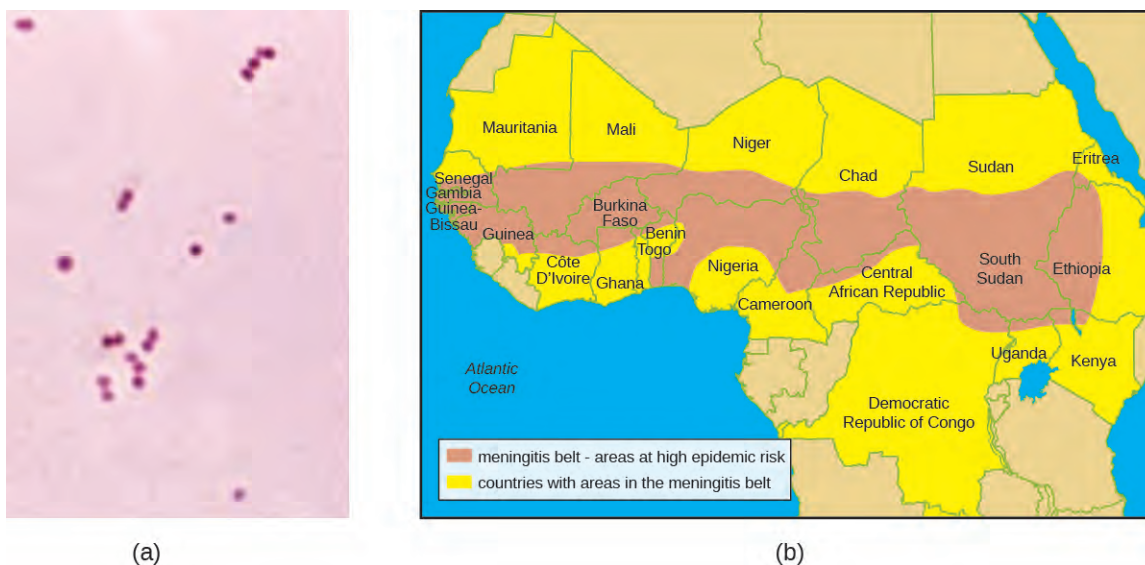 Mauritania
Mali
Niger
Chad
Sudan
Eritrea
Senegal
Gambia
Guinea-
Bissau
Guinea
Burkina
Faso
Benin
Togo
Côte
D'Ivoire
Ghana
Nigeria
Cameroon
Central
African Republic
South
Sudan
Ethiopia
Uganda
Kenya
Democratic
Republic of Congo
Atlantic
Ocean
meningitis belt - areas at high epidemic risk
countries with areas in the meningitis belt
(a)
(b)